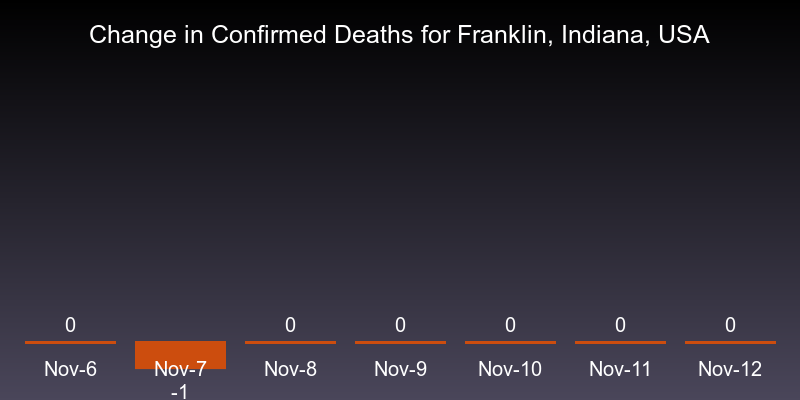 Change in Confirmed Deaths for Franklin, Indiana, USA
0 0 0 0 0 0
Nov-6 Nov-7 Nov-8 Nov-9 Nov-10 Nov-11 Nov-12
-1